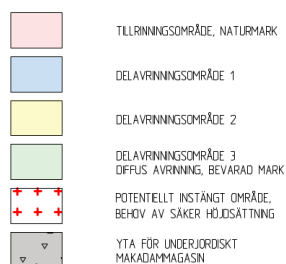 TILLRINNINGSOMRÅDE, NATURMARK
DELAVRINNINGSOMRÅDE 1
DELAVRINNINGSOMRÅDE 2
DELAVRINNINGSOMRÅDE 3
DIFFUS AVRINNING, BEVARAD MARK
POTENTIELLT INSTÄNGT OMRÅDE,
BEHOV AV SÄKER HÖJDSÄTTNING
YTA FÖR UNDERJORDISKT
MAKADAMMAGASIN